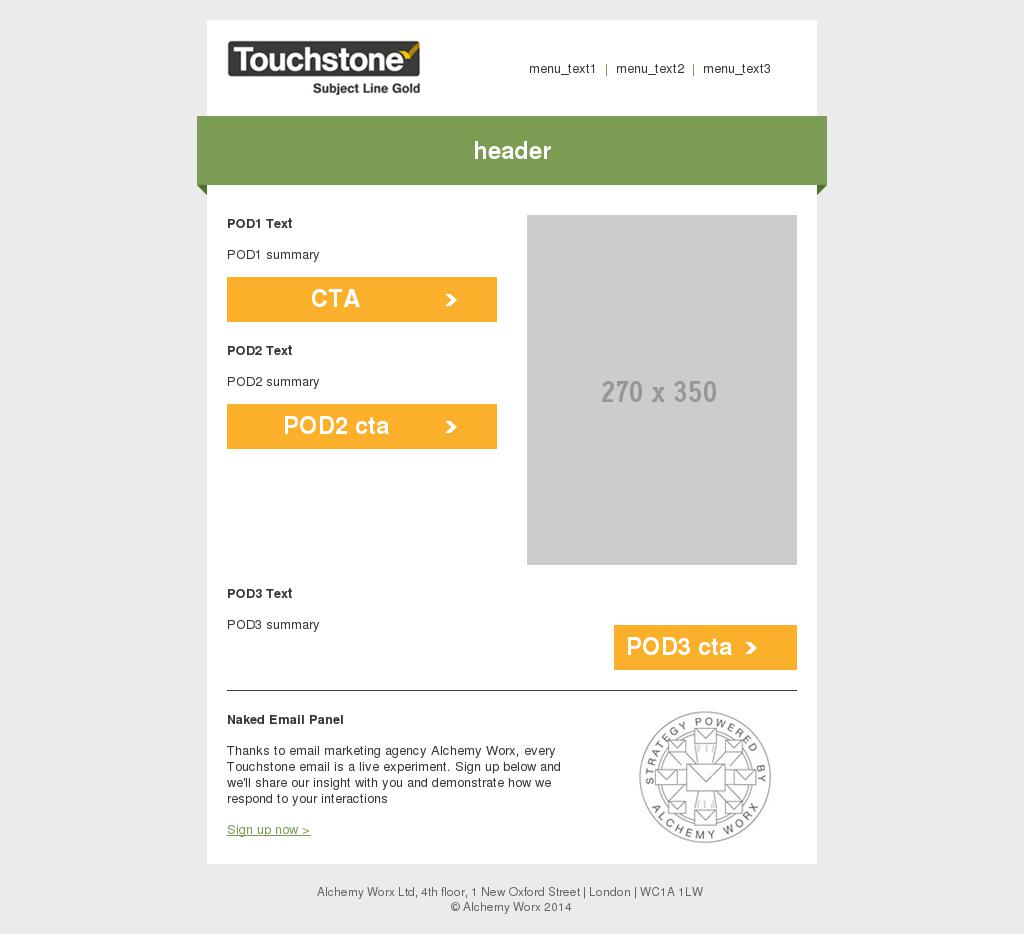 Touchstone
Subject Line Gold
menu_text1 | menu_text2 | menu_text3
header
POD1 Text
POD1 summary
CTA
POD2 Text
POD2 summary
POD2 cta
270 x 350
POD3 Text
POD3 summary
POD3 cta
Naked Email Panel
Thanks to email marketing agency Alchemy Worx, every
Touchstone email is a live experiment. Sign up below and
we'll share our insight with you and demonstrate how we
respond to your interactions
Sign up now >
STRATEGY POWERED BY
ALCHEMY WORX
Alchemy Worx Ltd, 4th floor, 1 New Oxford Street | London | WC1A 1LW
© Alchemy Worx 2014